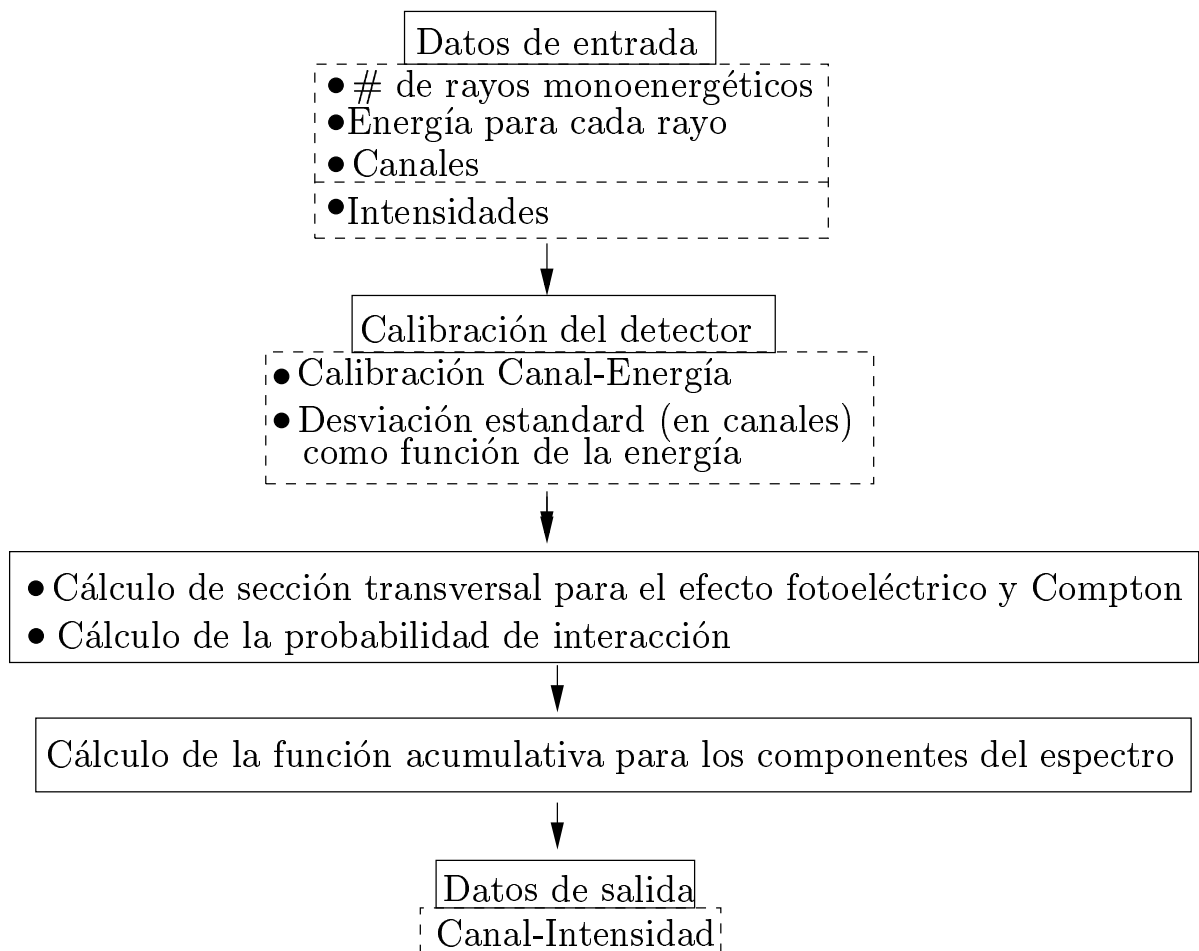 Datos de entrada
● # de rayos monoenergéticos
●Energía para cada rayo
● Canales
●Intensidades
Calibración del detector
● Calibración Canal-Energía
● Desviación estandard (en canales)
como función de la energía
● Cálculo de sección transversal para el efecto fotoeléctrico y Compton
● Cálculo de la probabilidad de interacción
Cálculo de la función acumulativa para los componentes del espectro
Datos de salida
Canal-Intensidad